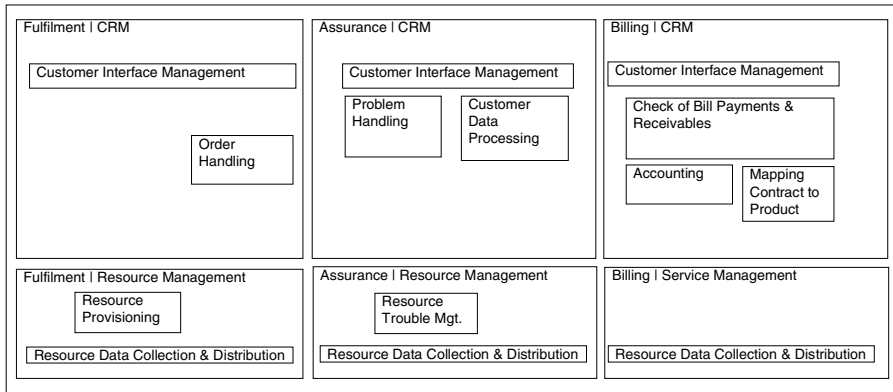 Fulfilment | CRM
Customer Interface Management
Order
Handling
Assurance | CRM
Customer Interface Management
Problem
Handling
Customer
Data
Processing
Billing | CRM
Customer Interface Management
Check of Bill Payments &
Receivables
Accounting
Mapping
Contract to
Product
Fulfilment | Resource Management
Resource
Provisioning
Resource Data Collection & Distribution
Assurance | Resource Management
Resource
Trouble Mgt.
Resource Data Collection & Distribution
Billing | Service Management
Resource Data Collection & Distribution